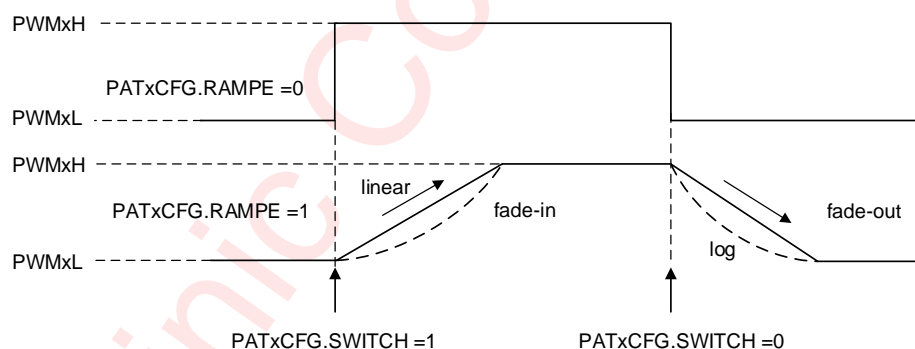 PWMxH
PATxCFG.RAMPE =0
PWMxL
PWMxH
linear
fade-in
fade-out
PATxCFG.RAMPE =1
log
PWMxL
PATxCFG.SWITCH =1
PATxCFG.SWITCH =0